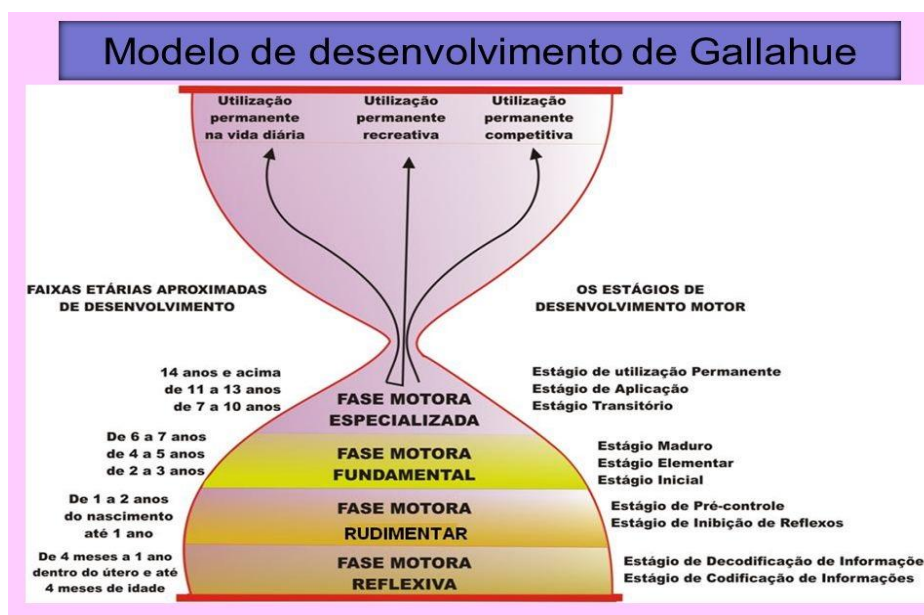 Modelo de desenvolvimento de Gallahue
Utilização
permanente
na vida diária
Utilização
permanente
recreativa
Utilização
permanente
competitiva
FAIXAS ETÁRIAS APROXIMADAS
DE DESENVOLVIMENTO
OS ESTÁGIOS DE
DESENVOLVIMENTO MOTOR
14 anos e acima
de 11 a 13 anos
de 7 a 10 anos
FASE MOTORA
ESPECIALIZADA
Estágio de utilização Permanente
Estágio de Aplicação
Estágio Transitório
De 6 a 7 anos
de 4 a 5 anos
de 2 a 3 anos
FASE MOTORA
FUNDAMENTAL
Estágio Maduro
Estágio Elementar
Estágio Inicial
De 1 a 2 anos
do nascimento
até 1 ano
FASE MOTORA
RUDIMENTAR
Estágio de Pré-controle
Estágio de Inibição de Reflexos
De 4 meses a 1 ano
dentro do útero e até
4 meses de idade
FASE MOTORA
REFLEXIVA
Estágio de Decodificação de Informaçõe
Estágio de Codificação de Informações